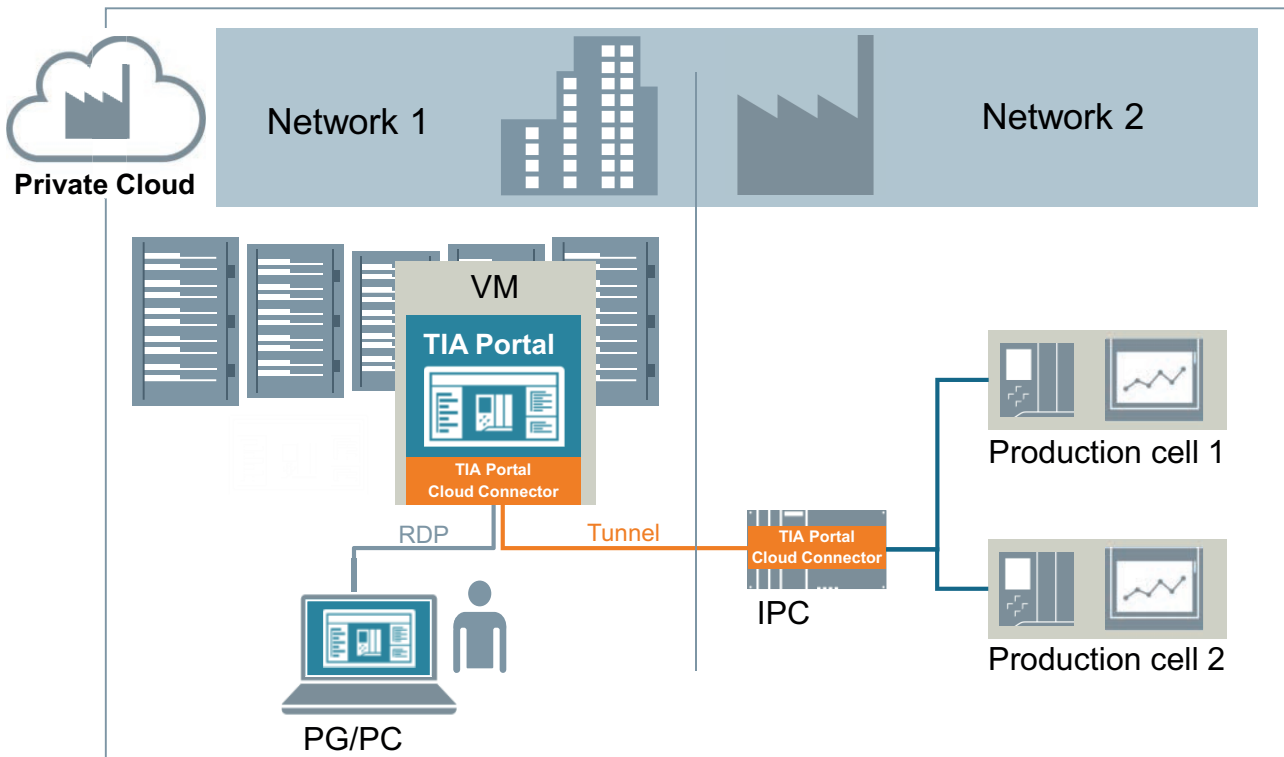 Network 1
Network 2
Private Cloud
VM
TIA Portal
TIA Portal
Cloud Connector
RDP
Tunnel
TIA Portal
Cloud Connector
IPC
Production cell 1
Production cell 2
PG/PC